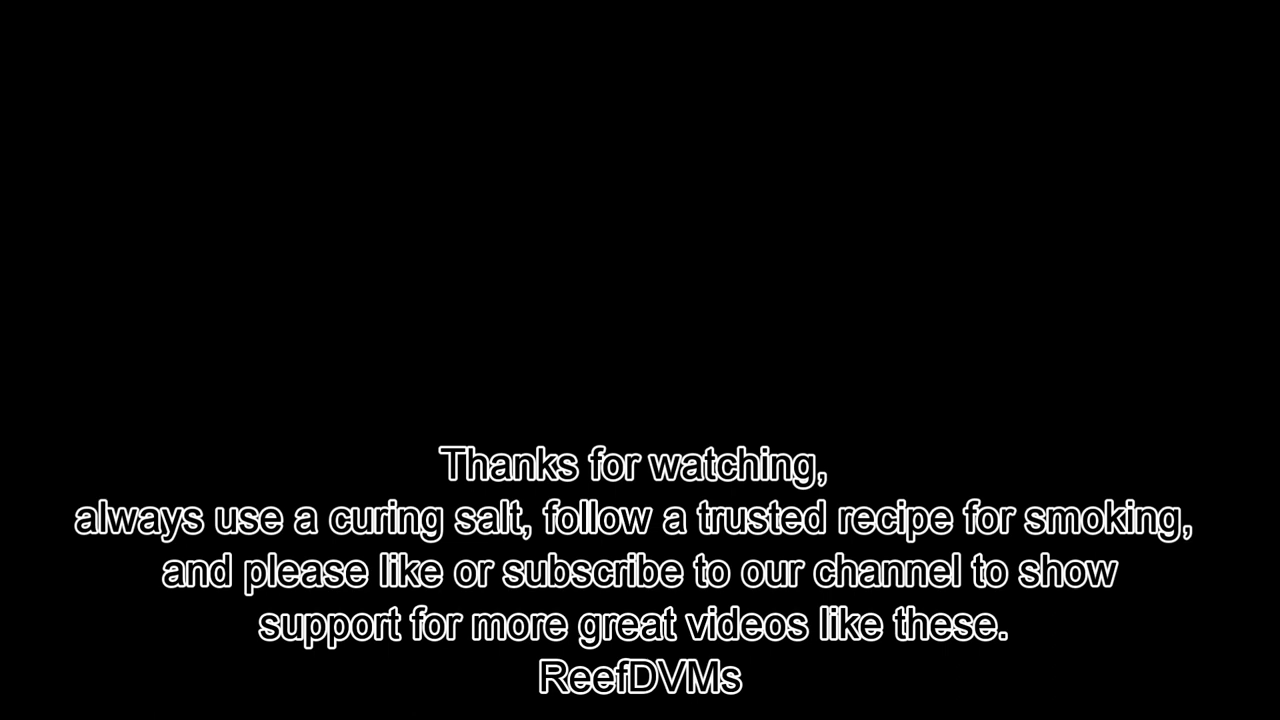 Thanks for watching,
always use a curing salt, follow a trusted recipe for smoking,
and please like or subscribe to our channel to show
support for more great videos like these.
ReefDVMs